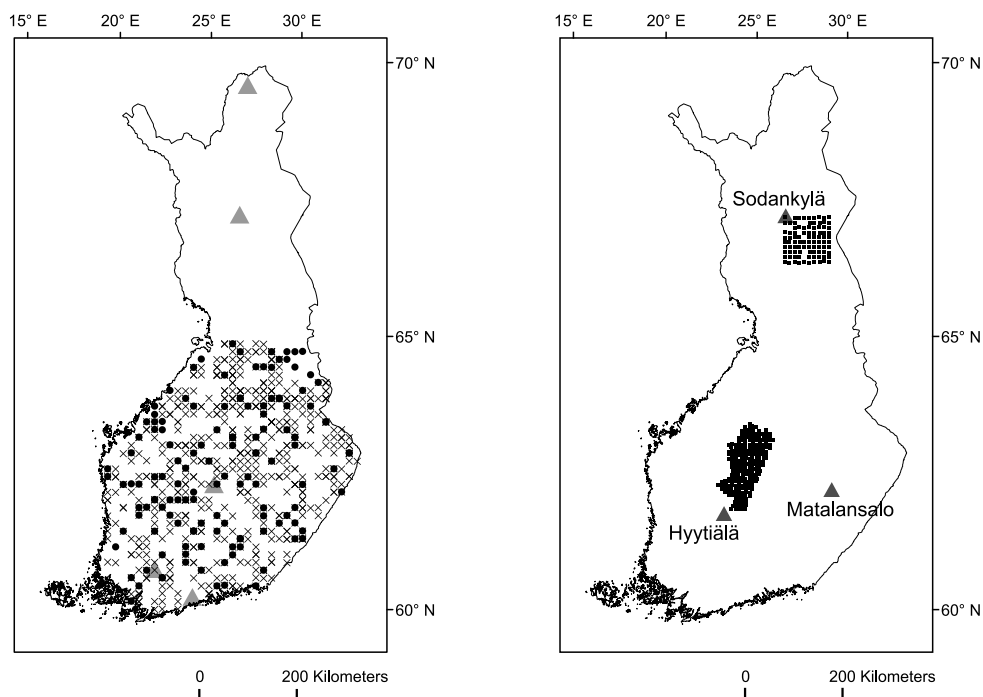 15° E 20° E 25° E 30° E
15° E 20° E 25° E 30° E
70° N
70° N
Sodankylä
65° N
65° N
Matalansalo
Hyytiälä
60° N
60° N
0 200 Kilometers
0 200 Kilometers